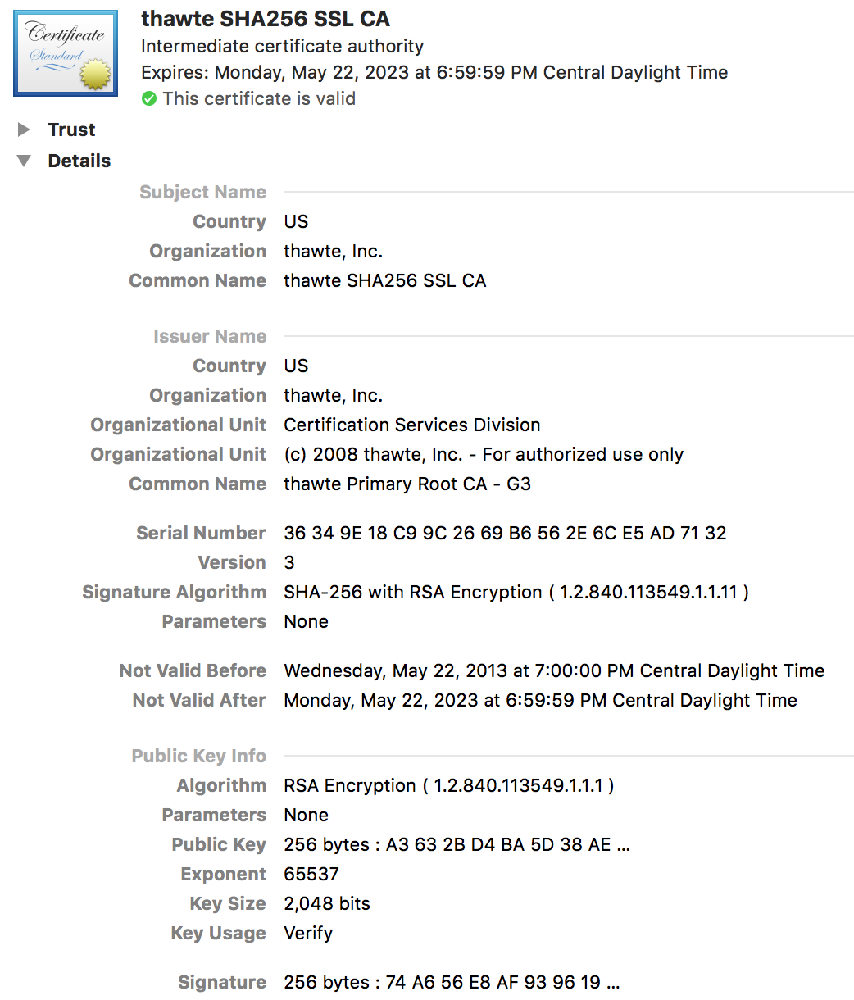 Certificate
Standard
thawte SHA256 SSL CA
Intermediate certificate authority
Expires: Monday, May 22, 2023 at 6:59:59 PM Central Daylight Time
This certificate is valid
Trust
Details
Subject Name
Country US
Organization thawte, Inc.
Common Name thawte SHA256 SSL CA
Issuer Name
Country US
Organization thawte, Inc.
Organizational Unit Certification Services Division
Organizational Unit (c) 2008 thawte, Inc. - For authorized use only
Common Name thawte Primary Root CA - G3
Serial Number 36 34 9E 18 C9 9C 26 69 B6 56 2E 6C E5 AD 71 32
Version 3
Signature Algorithm SHA-256 with RSA Encryption ( 1.2.840.113549.1.1.11 )
Parameters None
Not Valid Before Wednesday, May 22, 2013 at 7:00:00 PM Central Daylight Time
Not Valid After Monday, May 22, 2023 at 6:59:59 PM Central Daylight Time
Public Key Info
Algorithm RSA Encryption ( 1.2.840.113549.1.1.1 )
Parameters None
Public Key 256 bytes : A3 63 2B D4 BA 5D 38 AE ...
Exponent 65537
Key Size 2,048 bits
Key Usage Verify
Signature 256 bytes : 74 A6 56 E8 AF 93 96 19 ...